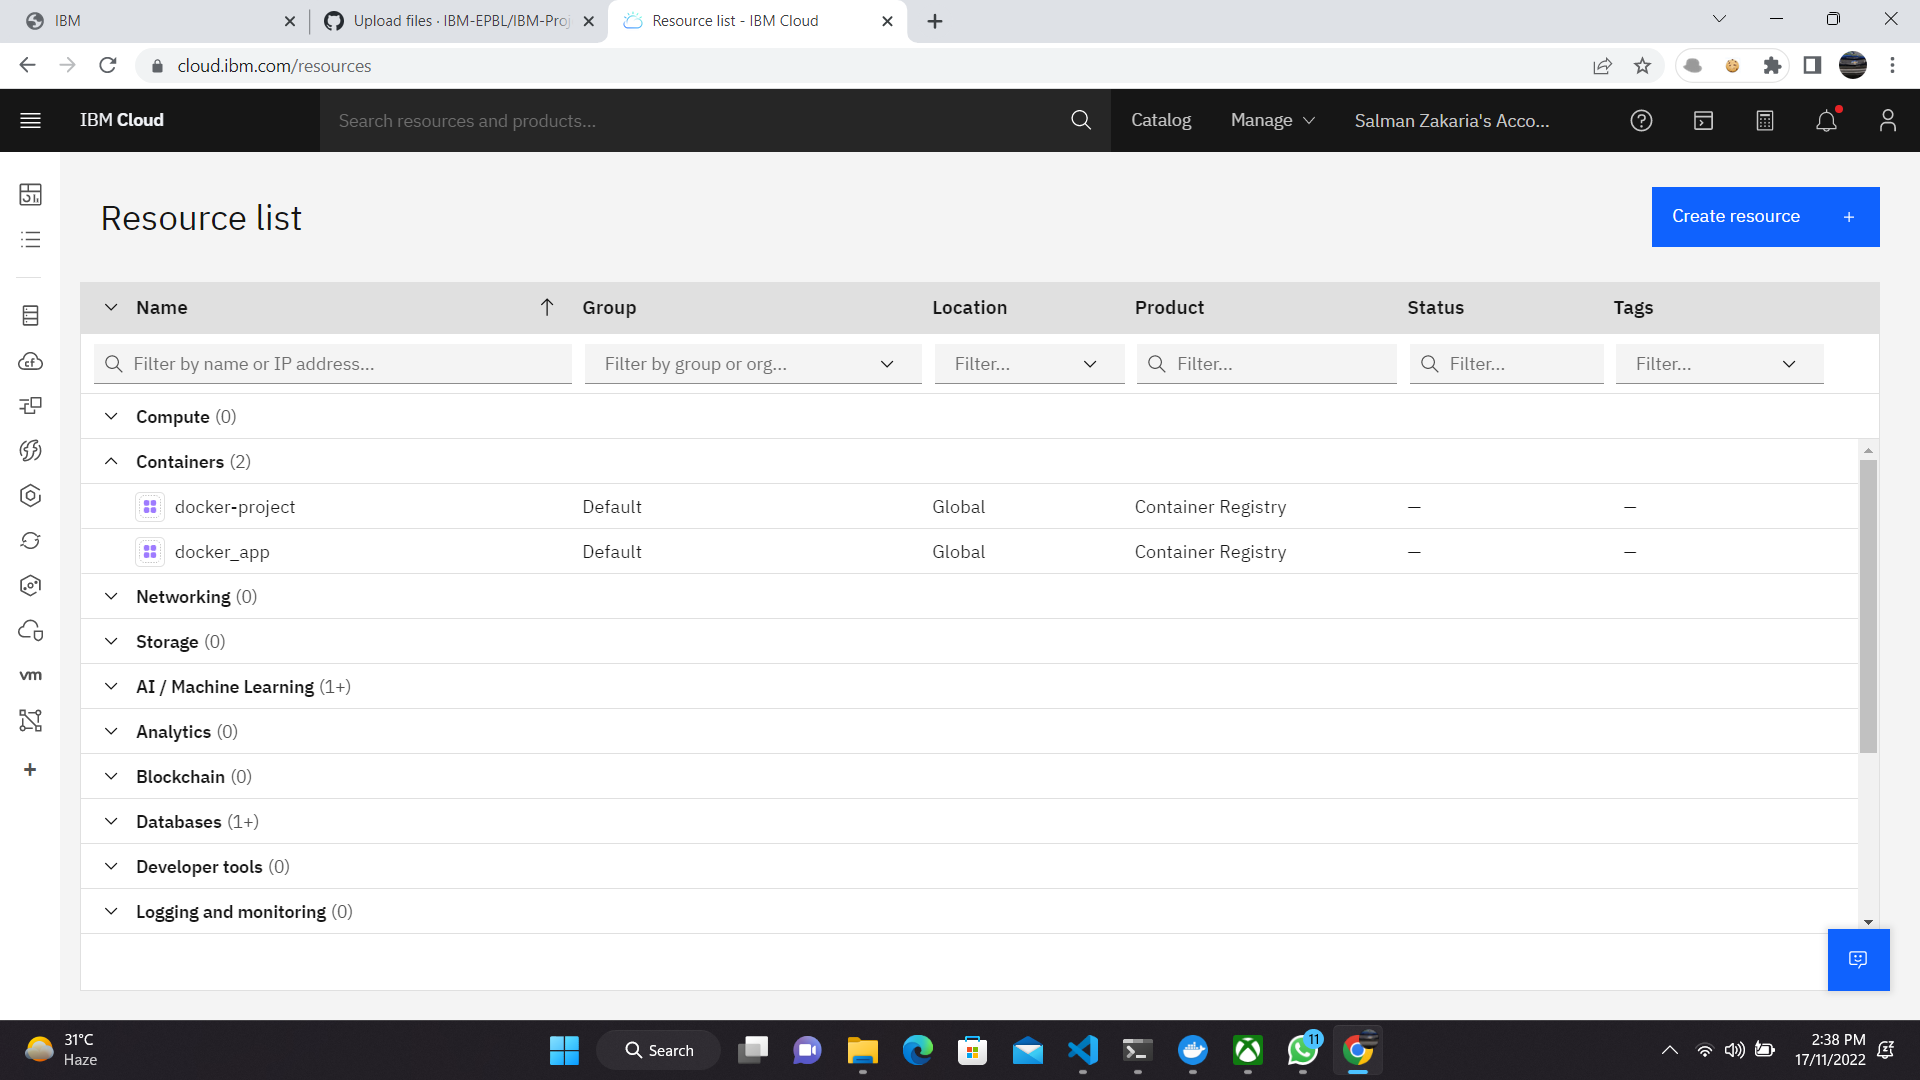 IBM
Upload files · IBM-EPBL/IBM-Proj
Resource list - IBM Cloud
cloud.ibm.com/resources
IBM Cloud
Search resources and products...
Catalog
Manage
Salman Zakaria's Acco...
Resource list
Create resource +
Name
Group
Location
Product
Status
Tags
Filter by name or IP address...
Filter by group or org...
Filter...
Filter...
Filter...
Filter...
Compute (0)
Containers (2)
docker-project Default Global Container Registry — —
docker_app Default Global Container Registry — —
Networking (0)
Storage (0)
AI / Machine Learning (1+)
Analytics (0)
Blockchain (0)
Databases (1+)
Developer tools (0)
Logging and monitoring (0)
cf
vm
31°C
Haze
Search
11
2:38 PM
17/11/2022